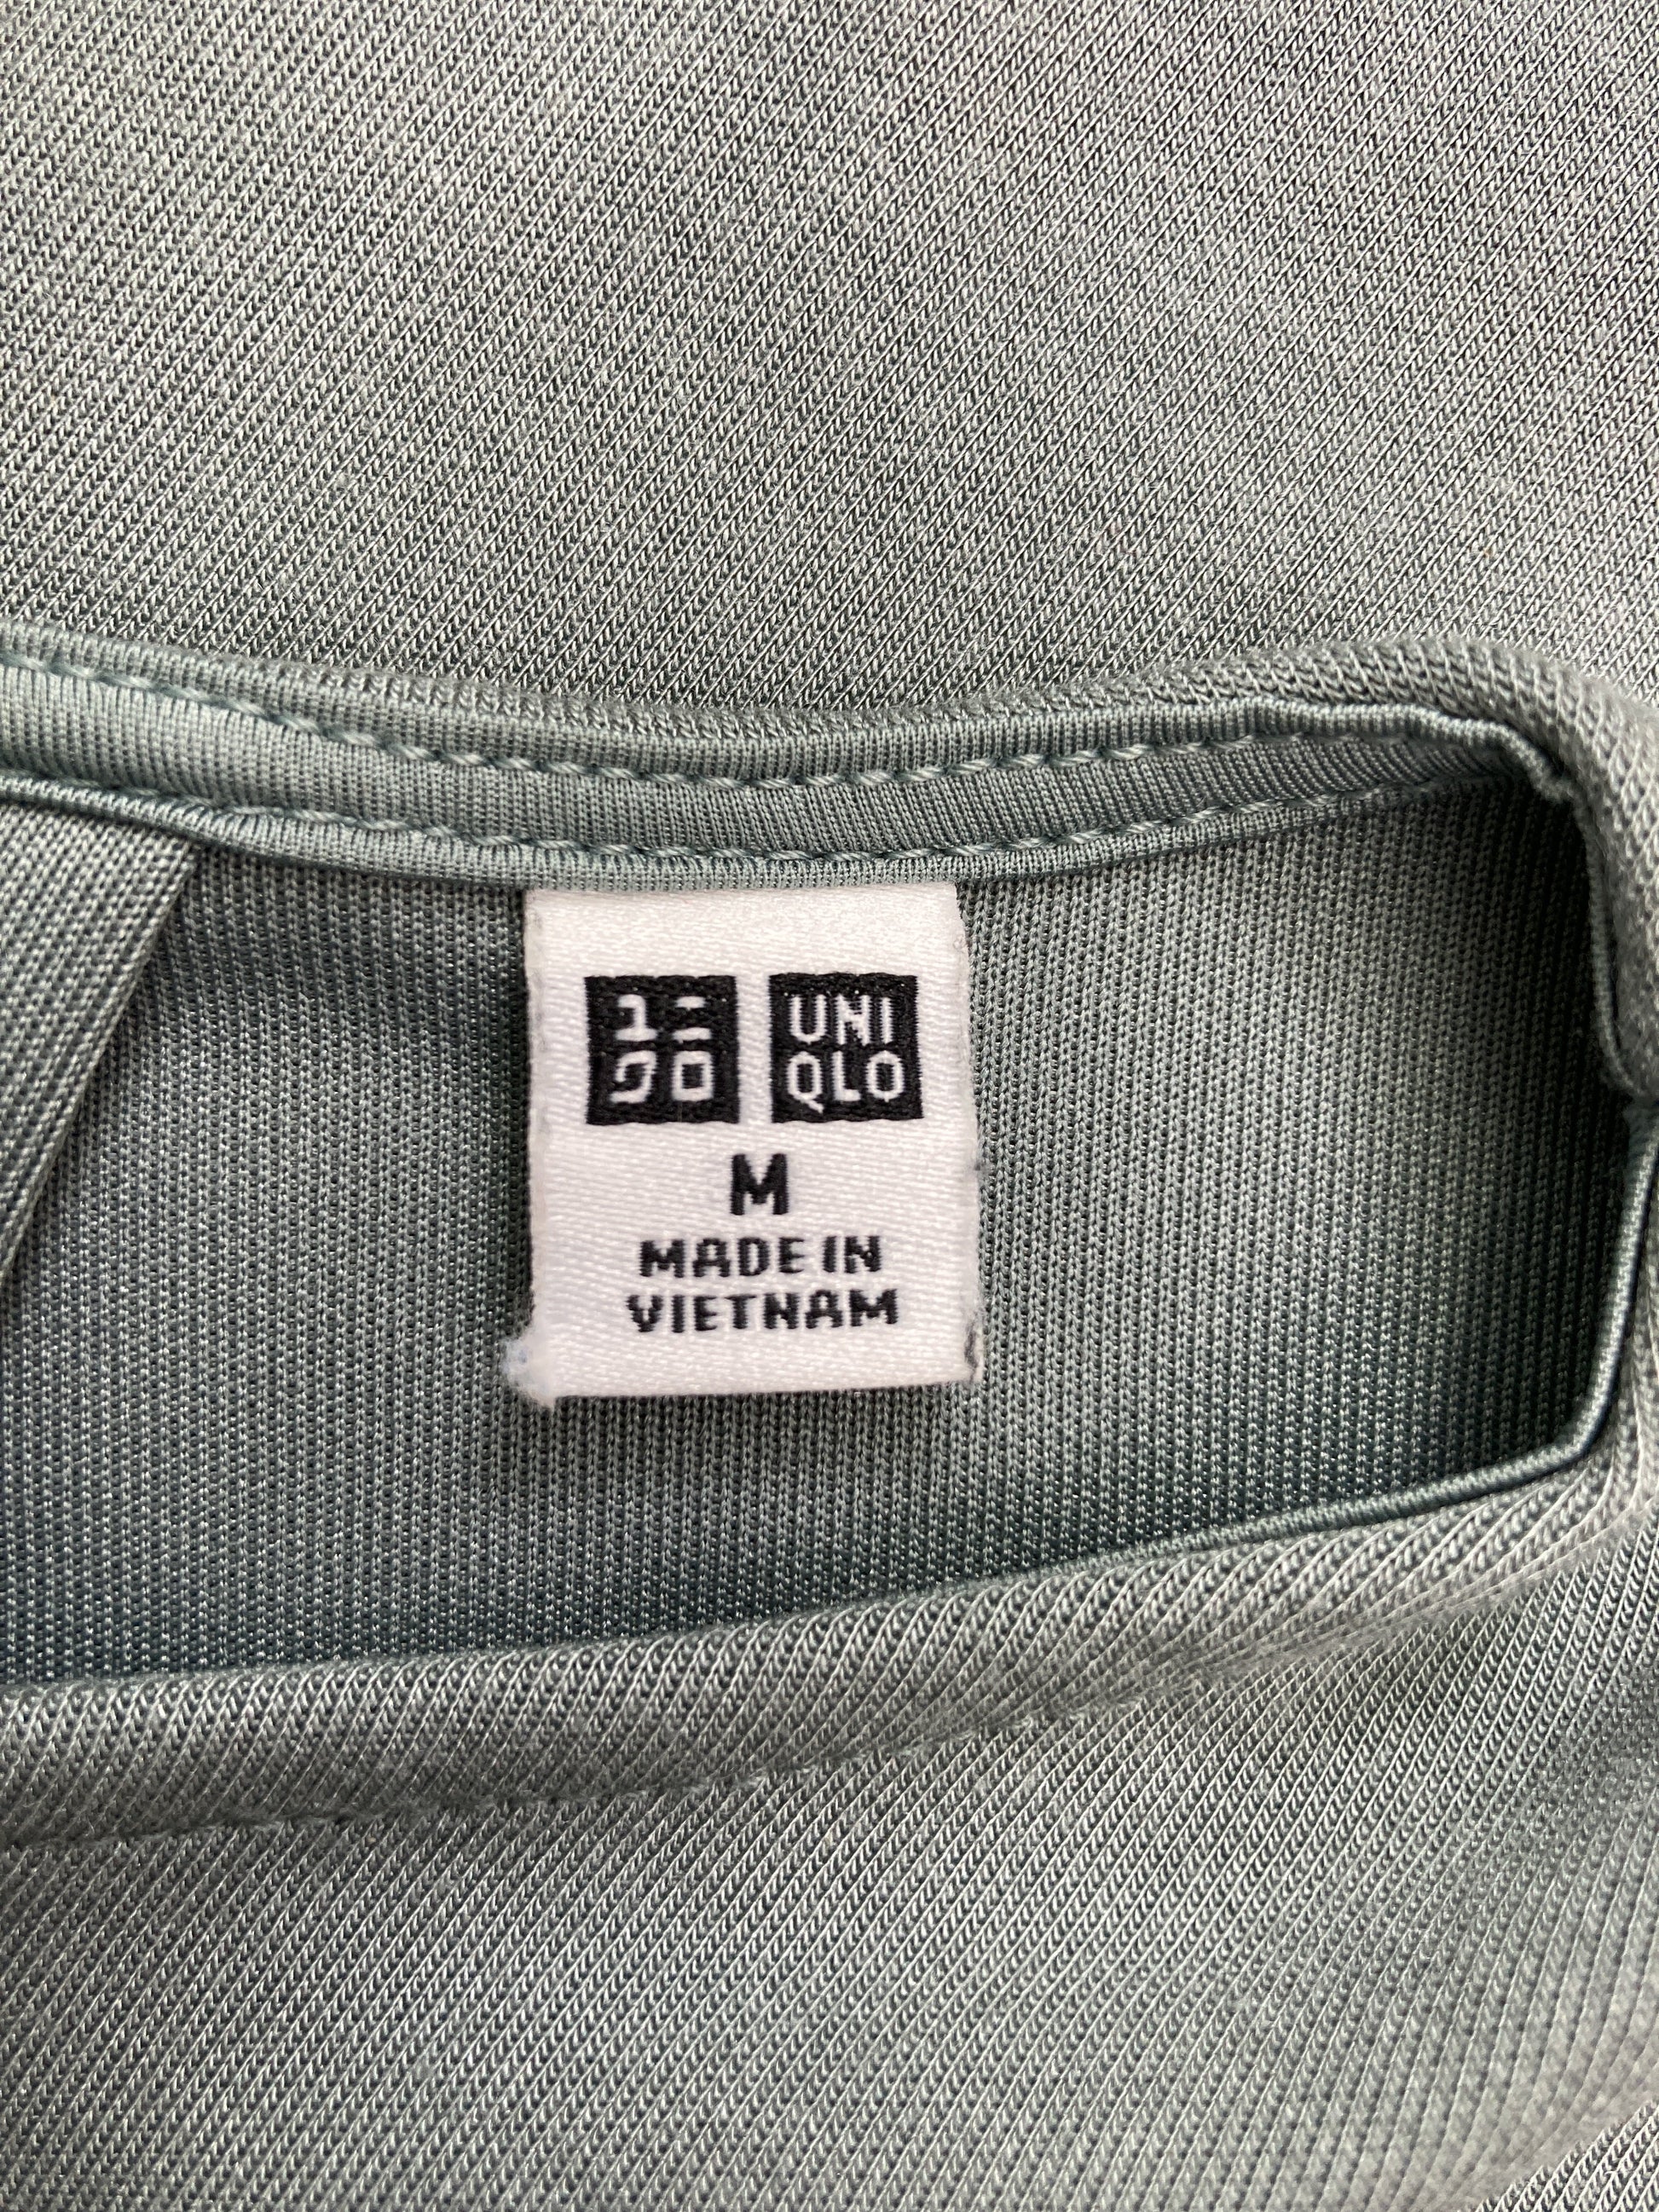 ユニ UNI
クロ QLO
M
MADE IN
VIETNAM